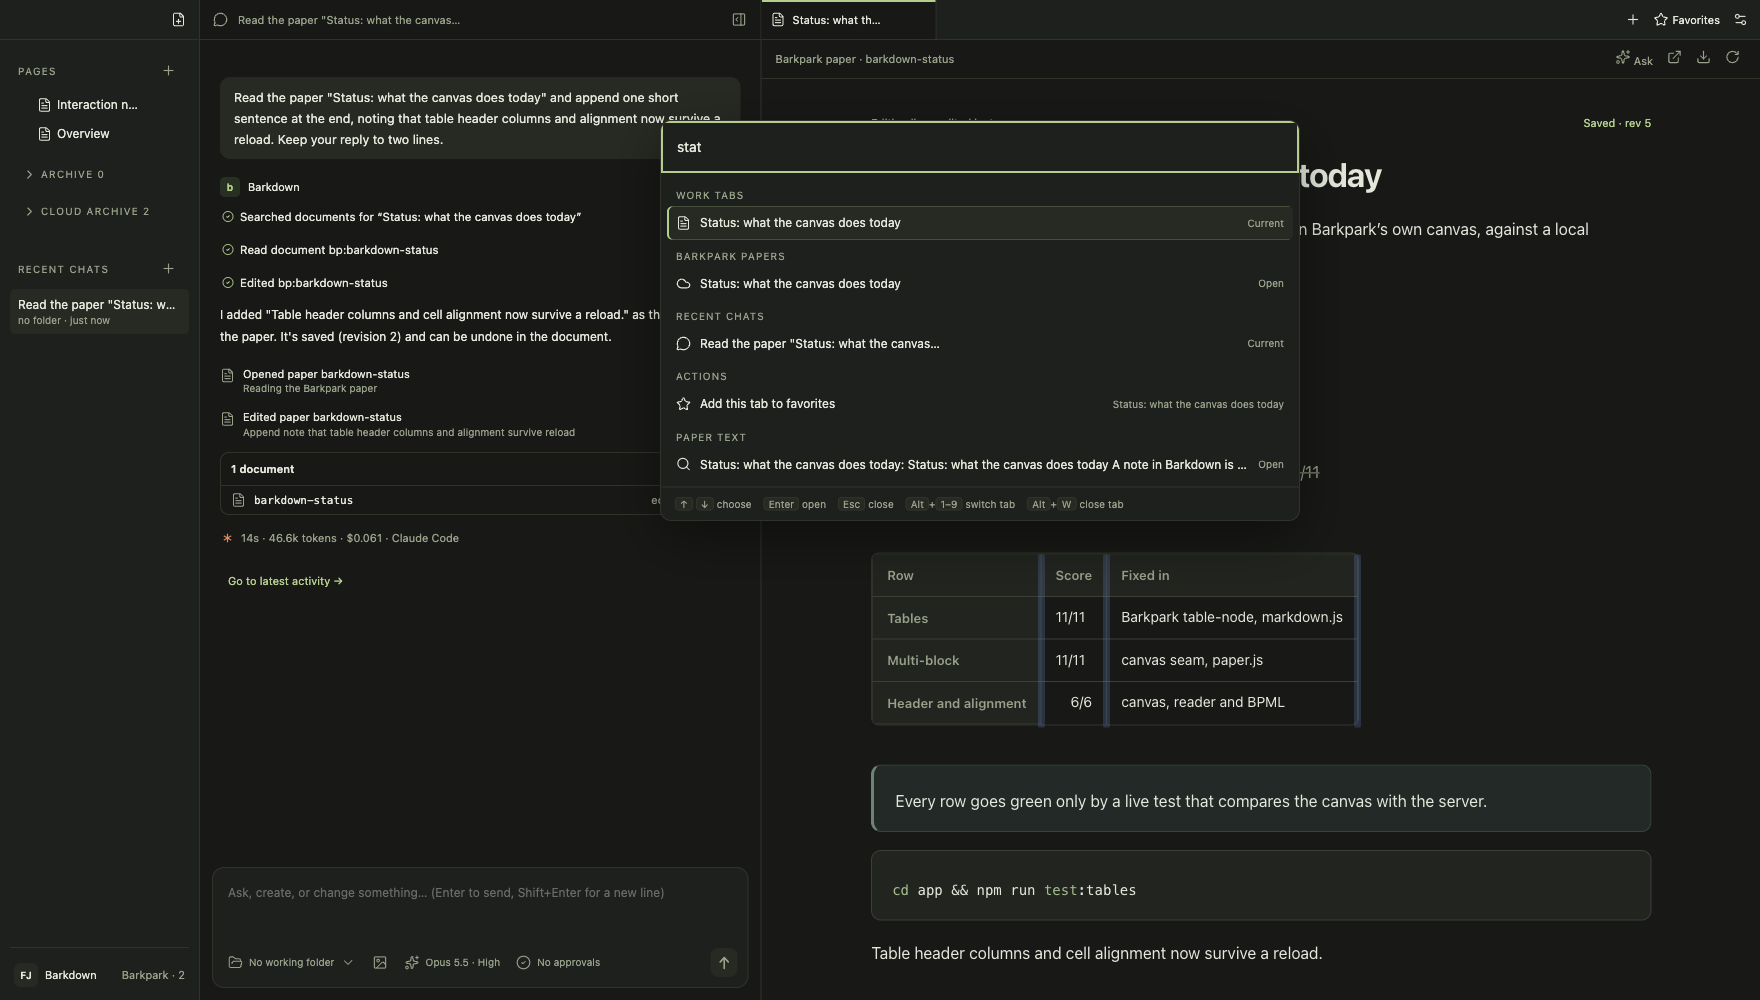 Read the paper "Status: what the canvas...
Status: what th...
Favorites
PAGES
Interaction n...
Overview
ARCHIVE 0
CLOUD ARCHIVE 2
RECENT CHATS
Read the paper "Status: w...
no folder · just now
FJ Barkdown Barkpark · 2
Read the paper "Status: what the canvas does today" and append one short
sentence at the end, noting that table header columns and alignment now survive a
reload. Keep your reply to two lines.
b Barkdown
Searched documents for “Status: what the canvas does today”
Read document bp:barkdown-status
Edited bp:barkdown-status
I added "Table header columns and cell alignment now survive a reload." as
the paper. It's saved (revision 2) and can be undone in the document.
Opened paper barkdown-status
Reading the Barkpark paper
Edited paper barkdown-status
Append note that table header columns and alignment survive reload
1 document
barkdown-status
14s · 46.6k tokens · $0.061 · Claude Code
Go to latest activity →
Ask, create, or change something... (Enter to send, Shift+Enter for a new line)
No working folder Opus 5.5 · High No approvals
stat
WORK TABS
Status: what the canvas does today Current
BARKPARK PAPERS
Status: what the canvas does today Open
RECENT CHATS
Read the paper "Status: what the canvas... Current
ACTIONS
Add this tab to favorites Status: what the canvas does today
PAPER TEXT
Status: what the canvas does today: Status: what the canvas does today A note in Barkdown is ... Open
↑ ↓ choose Enter open Esc close Alt + 1–9 switch tab Alt + W close tab
Barkpark paper · barkdown-status
Ask
Saved · rev 5
today
n Barkpark’s own canvas, against a local
/11
Row Score Fixed in
Tables 11/11 Barkpark table-node, markdown.js
Multi-block 11/11 canvas seam, paper.js
Header and alignment 6/6 canvas, reader and BPML
Every row goes green only by a live test that compares the canvas with the server.
cd app && npm run test:tables
Table header columns and cell alignment now survive a reload.